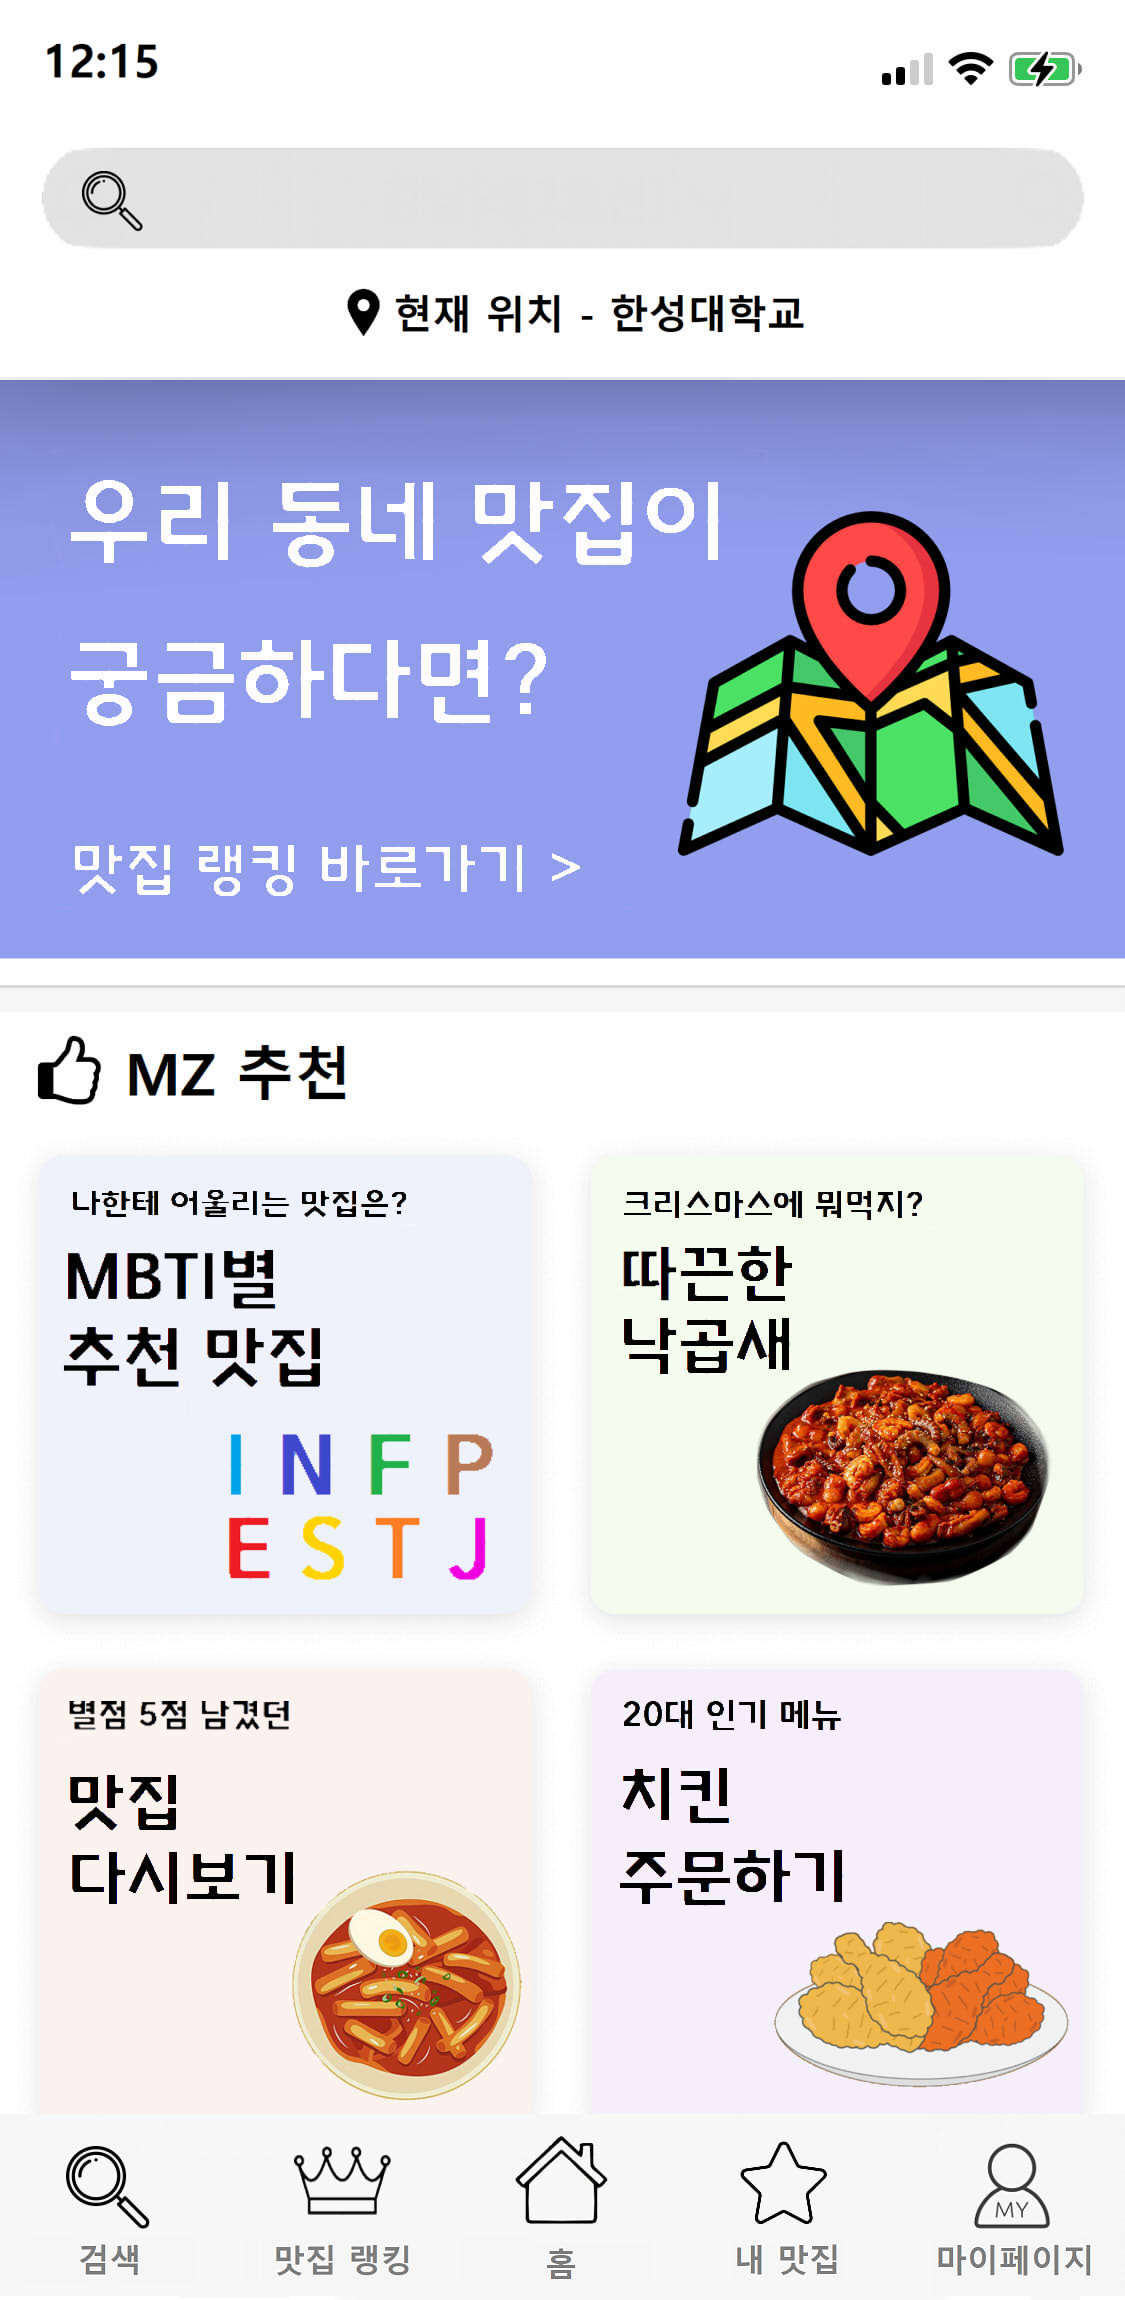 12:15
현재 위치 - 한성대학교
우리 동네 맛집이
궁금하다면?
맛집 랭킹 바로가기 >
MZ 추천
나한테 어울리는 맛집은?
MBTI별
추천 맛집
I N F P
E S T J
크리스마스에 뭐먹지?
따끈한
낙곱새
별점 5점 남겼던
맛집
다시보기
20대 인기 메뉴
치킨
주문하기
MY
검색
맛집 랭킹
홈
내 맛집
마이페이지